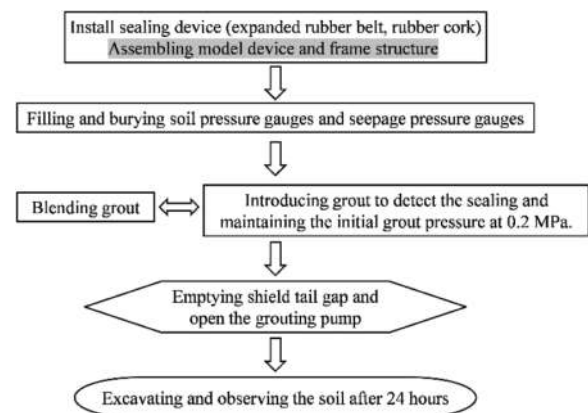 Install sealing device (expanded rubber belt, rubber cork)
Assembling model device and frame structure
Filling and burying soil pressure gauges and seepage pressure gauges
Blending grout
Introducing grout to detect the sealing and
maintaining the initial grout pressure at 0.2 MPa.
Emptying shield tail gap and
open the grouting pump
Excavating and observing the soil after 24 hours